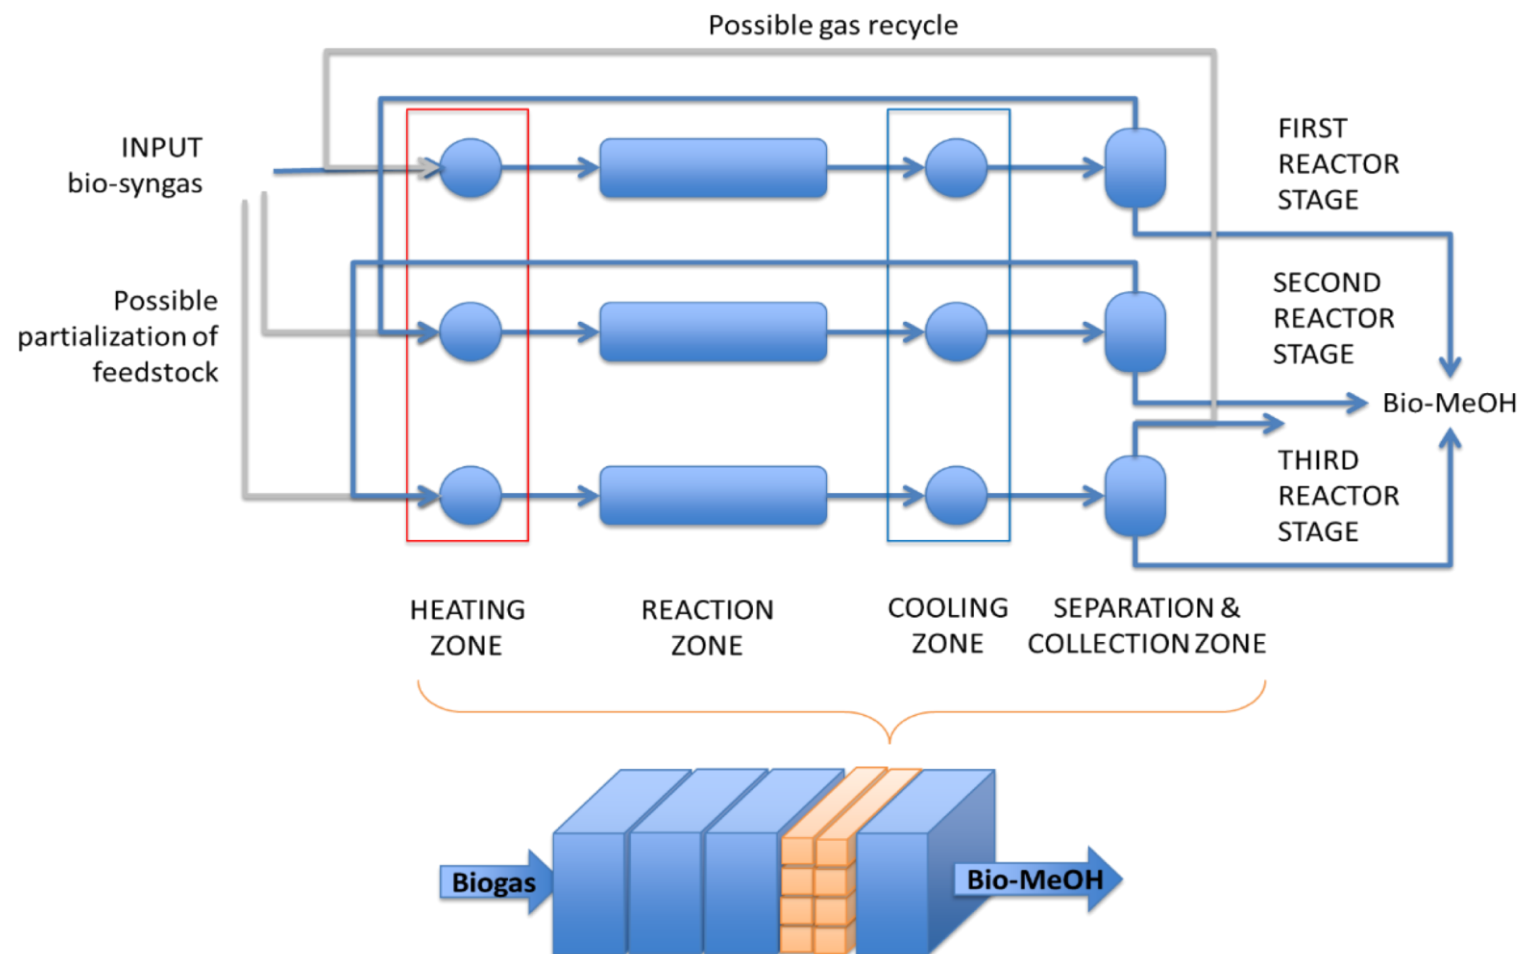 Possible gas recycle
INPUT
bio-syngas
FIRST
REACTOR
STAGE
Possible
partialization of
feedstock
SECOND
REACTOR
STAGE
Bio-MeOH
THIRD
REACTOR
STAGE
HEATING
ZONE
REACTION
ZONE
COOLING
ZONE
SEPARATION &
COLLECTION ZONE
Biogas
Bio-MeOH